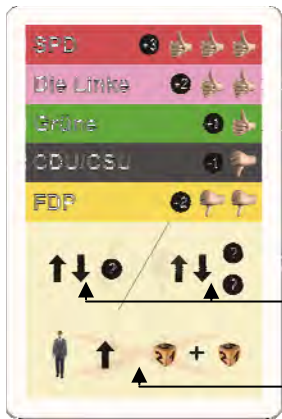 SPD +3
Die Linke +2
Grüne +1
CDU/CSU -1
FDP -2
? ?
?
+